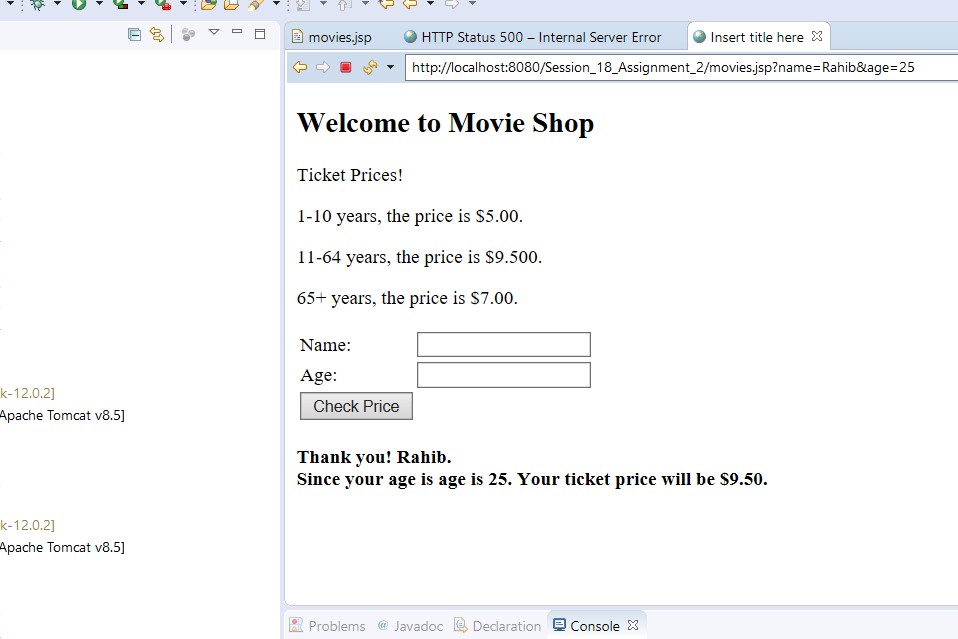 movies.jsp
HTTP Status 500 – Internal Server Error
Insert title here
http://localhost:8080/Session_18_Assignment_2/movies.jsp?name=Rahib&age=25
Welcome to Movie Shop
Ticket Prices!
1-10 years, the price is $5.00.
11-64 years, the price is $9.500.
65+ years, the price is $7.00.
Name:
Age:
Check Price
Thank you! Rahib.
Since your age is age is 25. Your ticket price will be $9.50.
k-12.0.2]
Apache Tomcat v8.5]
k-12.0.2]
Apache Tomcat v8.5]
Problems
@ Javadoc
Declaration
Console